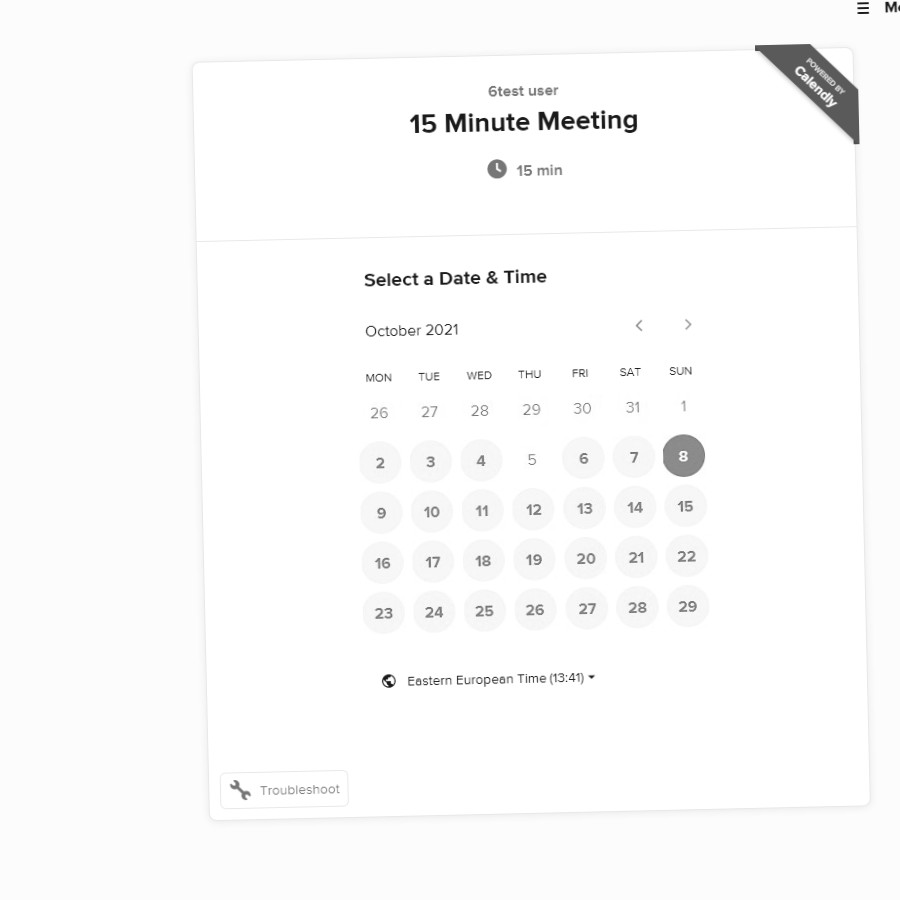 ☰ Me
POWERED BY
Calendly
6test user
15 Minute Meeting
15 min
Select a Date & Time
October 2021
MON TUE WED THU FRI SAT SUN
26 27 28 29 30 31 1
2 3 4 5 6 7 8
9 10 11 12 13 14 15
16 17 18 19 20 21 22
23 24 25 26 27 28 29
Eastern European Time (13:41)
Troubleshoot